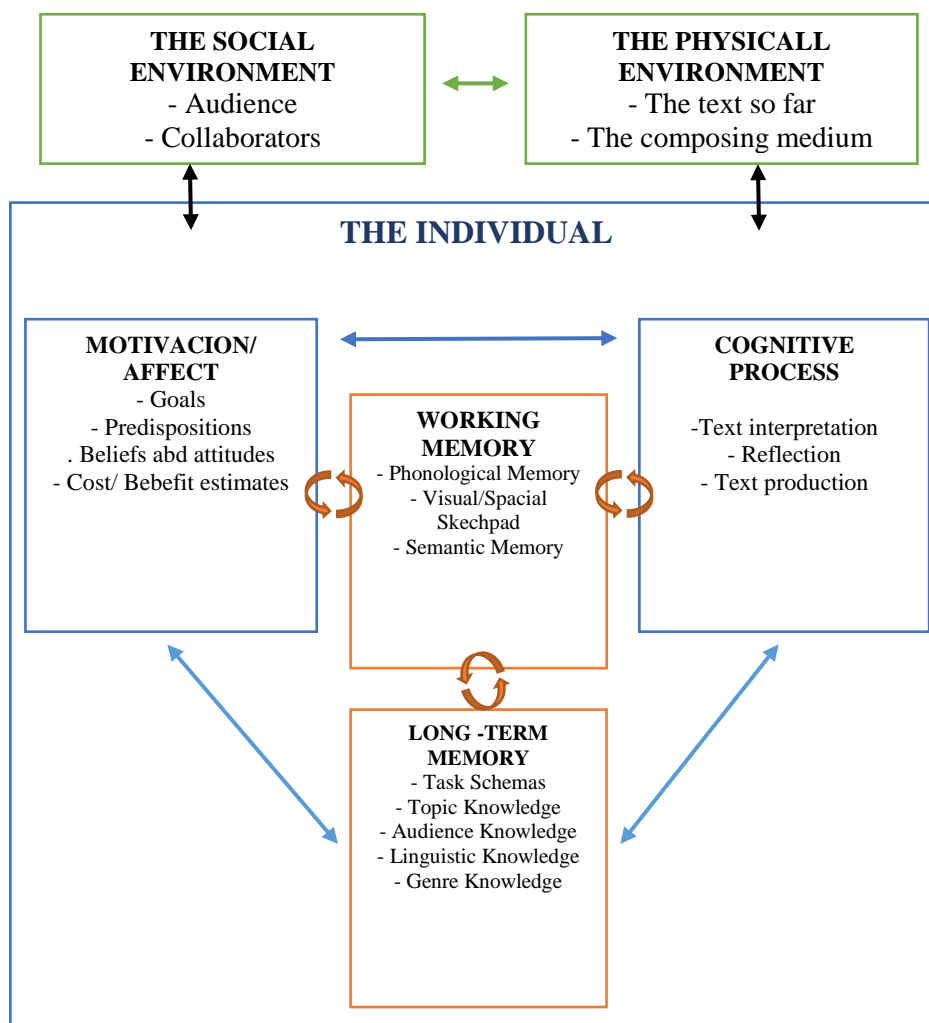 THE SOCIAL
ENVIRONMENT
- Audience
- Collaborators
THE PHYSICALL
ENVIRONMENT
- The text so far
- The composing medium
THE INDIVIDUAL
MOTIVACION/
AFFECT
- Goals
- Predispositions
. Beliefs abd attitudes
- Cost/ Bebefit estimates
WORKING
MEMORY
- Phonological Memory
- Visual/Spacial
Skechpad
- Semantic Memory
COGNITIVE
PROCESS
-Text interpretation
- Reflection
- Text production
LONG -TERM
MEMORY
- Task Schemas
- Topic Knowledge
- Audience Knowledge
- Linguistic Knowledge
- Genre Knowledge